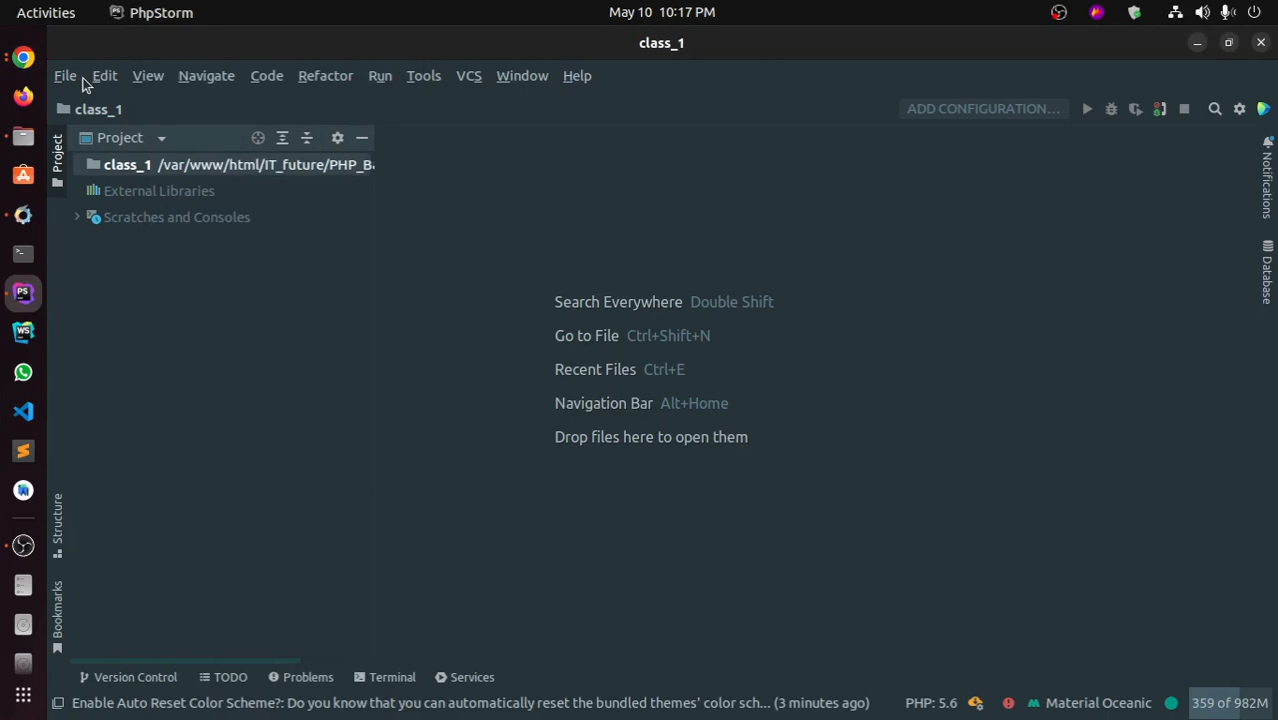 Activities PhpStorm May 10 10:17 PM
class_1
File Edit View Navigate Code Refactor Run Tools VCS Window Help
class_1 ADD CONFIGURATION...
Project
Project
class_1 /var/www/html/IT_future/PHP_Ba
External Libraries
Scratches and Consoles
Notifications
Database
Search Everywhere Double Shift
Go to File Ctrl+Shift+N
Recent Files Ctrl+E
Navigation Bar Alt+Home
Drop files here to open them
PS
WS
Structure
Bookmarks
Version Control TODO Problems Terminal Services
Enable Auto Reset Color Scheme?: Do you know that you can automatically reset the bundled themes' color sch... (3 minutes ago) PHP: 5.6 Material Oceanic 359 of 982M